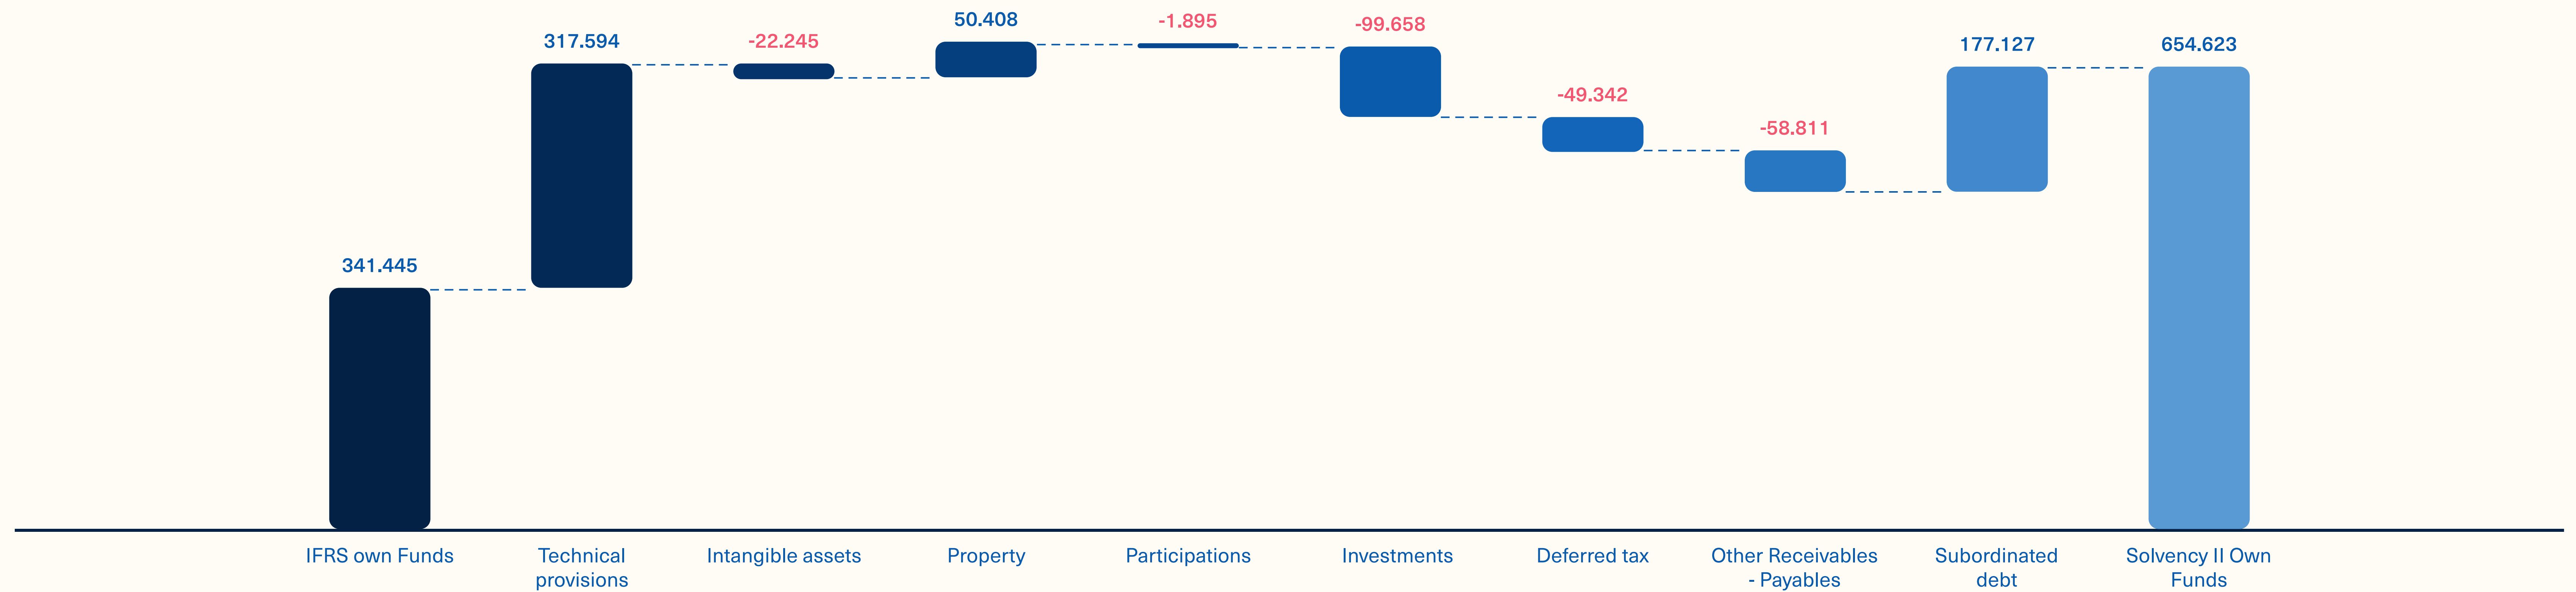 341.445
317.594
-22.245
50.408
-1.895
-99.658
-49.342
-58.811
177.127
654.623
IFRS own Funds
Technical
provisions
Intangible assets
Property
Participations
Investments
Deferred tax
Other Receivables
- Payables
Subordinated
debt
Solvency II Own
Funds